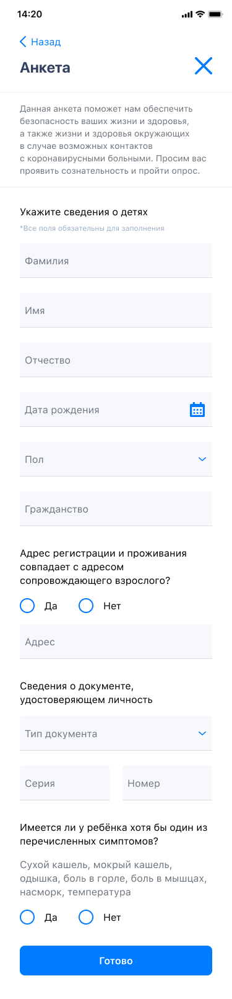 14:20
Назад
Анкета
Данная анкета поможет нам обеспечить
безопасность ваших жизни и здоровья,
а также жизни и здоровья окружающих
в случае возможных контактов
с коронавирусными больными. Просим вас
проявить сознательность и пройти опрос.
Укажите сведения о детях
*Все поля обязательны для заполнения
Фамилия
Имя
Отчество
Дата рождения
Пол
Гражданство
Адрес регистрации и проживания
совпадает с адресом
сопровождающего взрослого?
Да Нет
Адрес
Сведения о документе,
удостоверяющем личность
Тип документа
Серия Номер
Имеется ли у ребёнка хотя бы один из
перечисленных симптомов?
Сухой кашель, мокрый кашель,
одышка, боль в горле, боль в мышцах,
насморк, температура
Да Нет
Готово